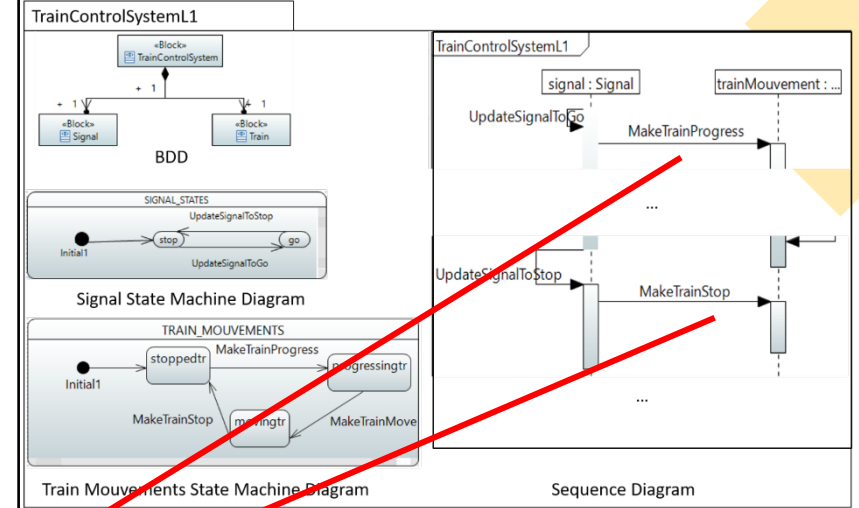 TrainControlSystemL1
«Block»
TrainControlSystem
+ 1
+ 1
+ 1
«Block»
Signal
«Block»
Train
BDD
SIGNAL_STATES
UpdateSignalToStop
stop
go
Initial1
UpdateSignalToGo
Signal State Machine Diagram
TRAIN_MOUVEMENTS
stoppedtr
MakeTrainProgress
progressingtr
Initial1
MakeTrainStop
movingtr
MakeTrainMove
Train Mouvements State Machine Diagram
TrainControlSystemL1
signal : Signal
trainMouvement : ...
UpdateSignalToGo
MakeTrainProgress
...
UpdateSignalToStop
MakeTrainStop
...
Sequence Diagram